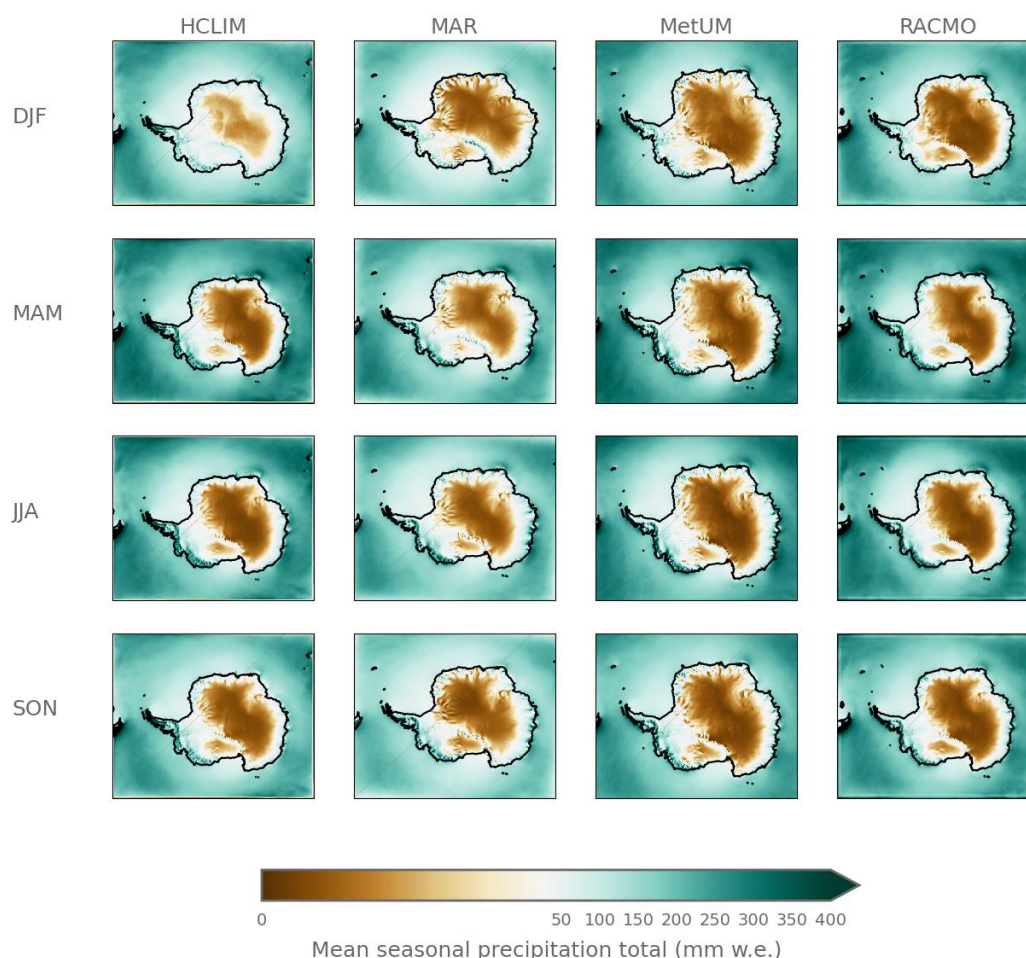 HCLIM MAR MetUM RACMO
DJF
MAM
JJA
SON
0 50 100 150 200 250 300 350 400
Mean seasonal precipitation total (mm w.e.)